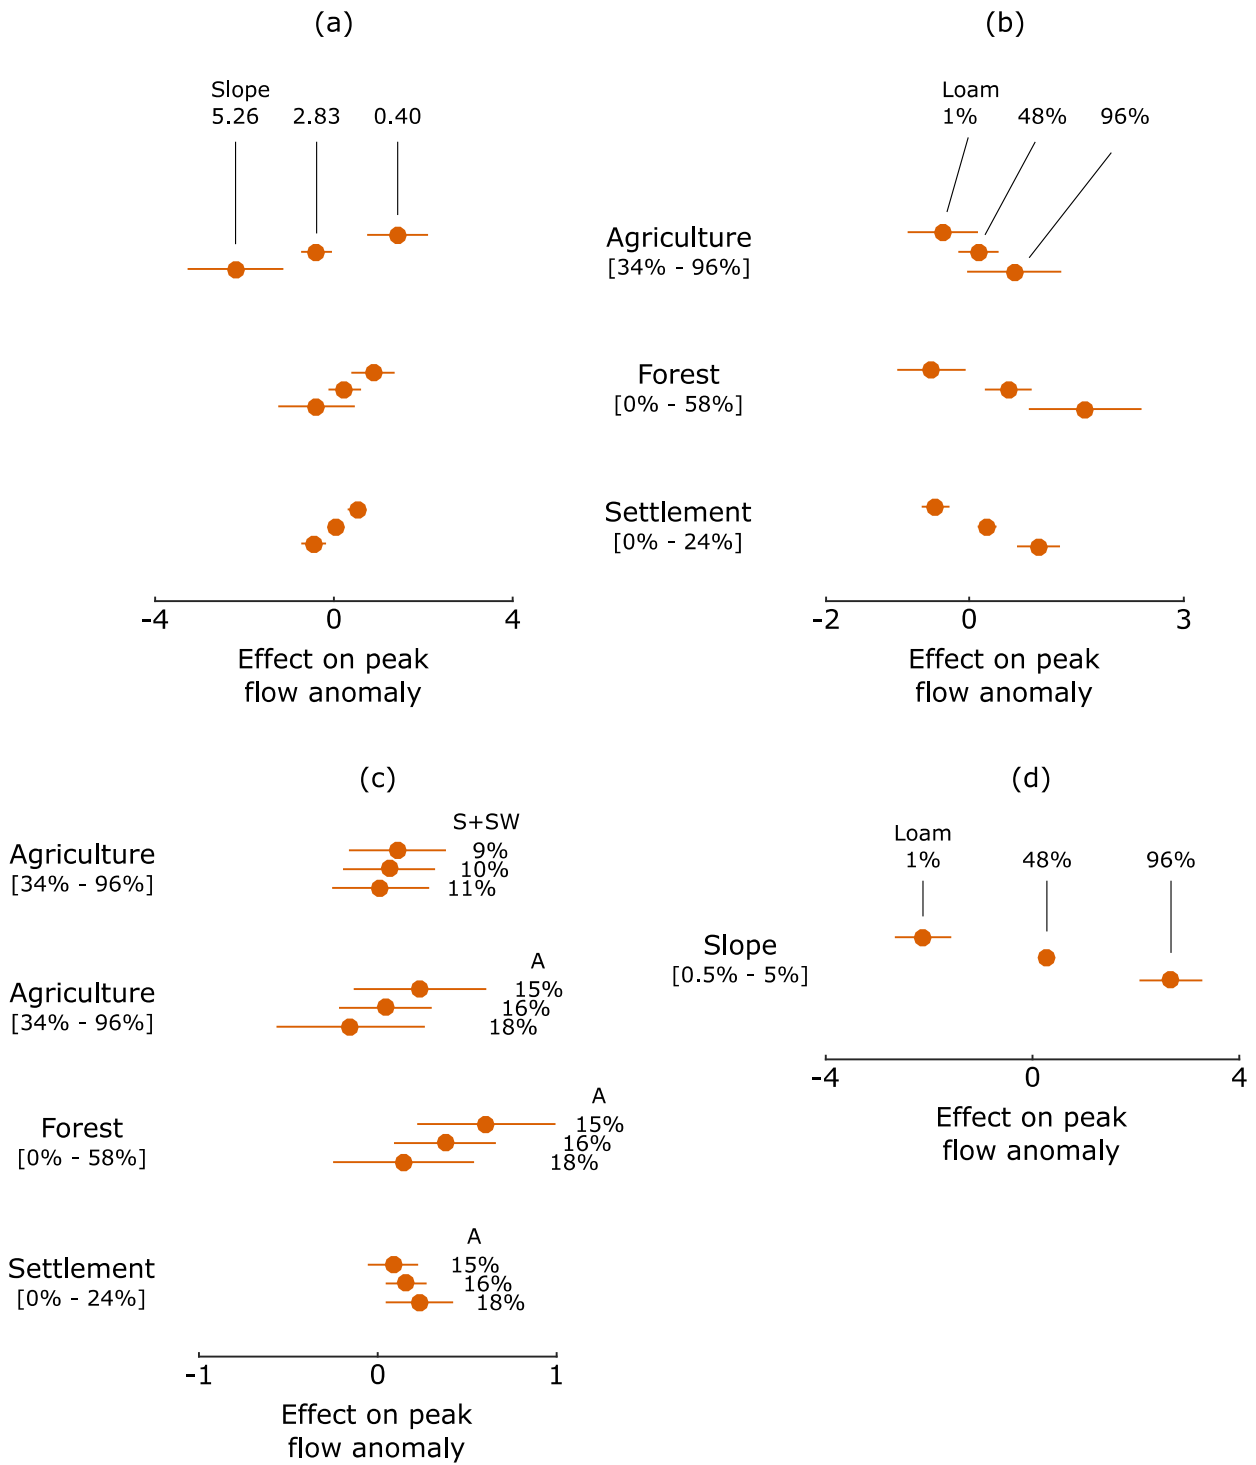 (a)
Slope
5.26 2.83 0.40
-4 0 4
Effect on peak
flow anomaly
(b)
Loam
1% 48% 96%
Agriculture
[34% - 96%]
Forest
[0% - 58%]
Settlement
[0% - 24%]
-2 0 3
Effect on peak
flow anomaly
(c)
S+SW
Agriculture
[34% - 96%]
9%
10%
11%
A
Agriculture
[34% - 96%]
15%
16%
18%
A
Forest
[0% - 58%]
15%
16%
18%
A
Settlement
[0% - 24%]
15%
16%
18%
-1 0 1
Effect on peak
flow anomaly
(d)
Loam
1% 48% 96%
Slope
[0.5% - 5%]
-4 0 4
Effect on peak
flow anomaly